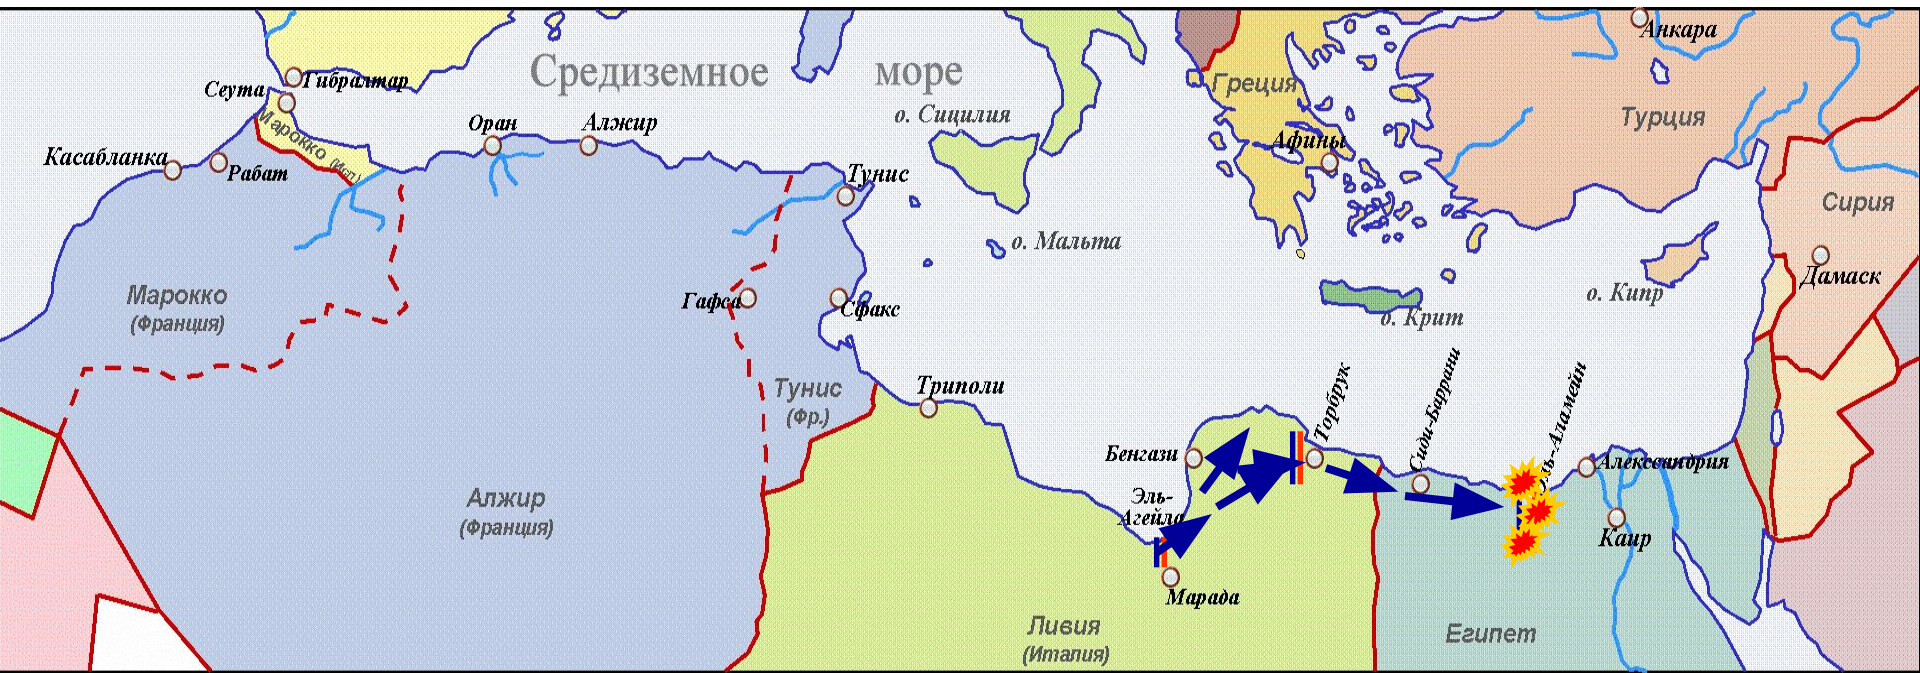 Анкара
Гибралтар
Средиземное море
Сеута
Греция
о. Сицилия
Турция
Оран
Алжир
Марокко (Исп)
Афины
Касабланка
Рабат
Тунис
Сирия
о. Мальта
Дамаск
Марокко
(Франция)
Гафса
Сфакс
о. Кипр
о. Крит
Тунис
(Фр.)
Триполи
Торбрук
Сиди-Баррани
Бенгази
Александрия
Алжир
(Франция)
Эль-
Агейла
Каир
Марада
Ливия
(Италия)
Египет